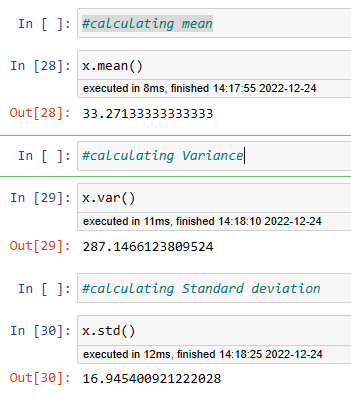 In [ ]: #calculating mean
In [28]: x.mean()
executed in 8ms, finished 14:17:55 2022-12-24
Out[28]: 33.27133333333333
In [ ]: #calculating Variance
In [29]: x.var()
executed in 11ms, finished 14:18:10 2022-12-24
Out[29]: 287.1466123809524
In [ ]: #calculating Standard deviation
In [30]: x.std()
executed in 12ms, finished 14:18:25 2022-12-24
Out[30]: 16.945400921222028